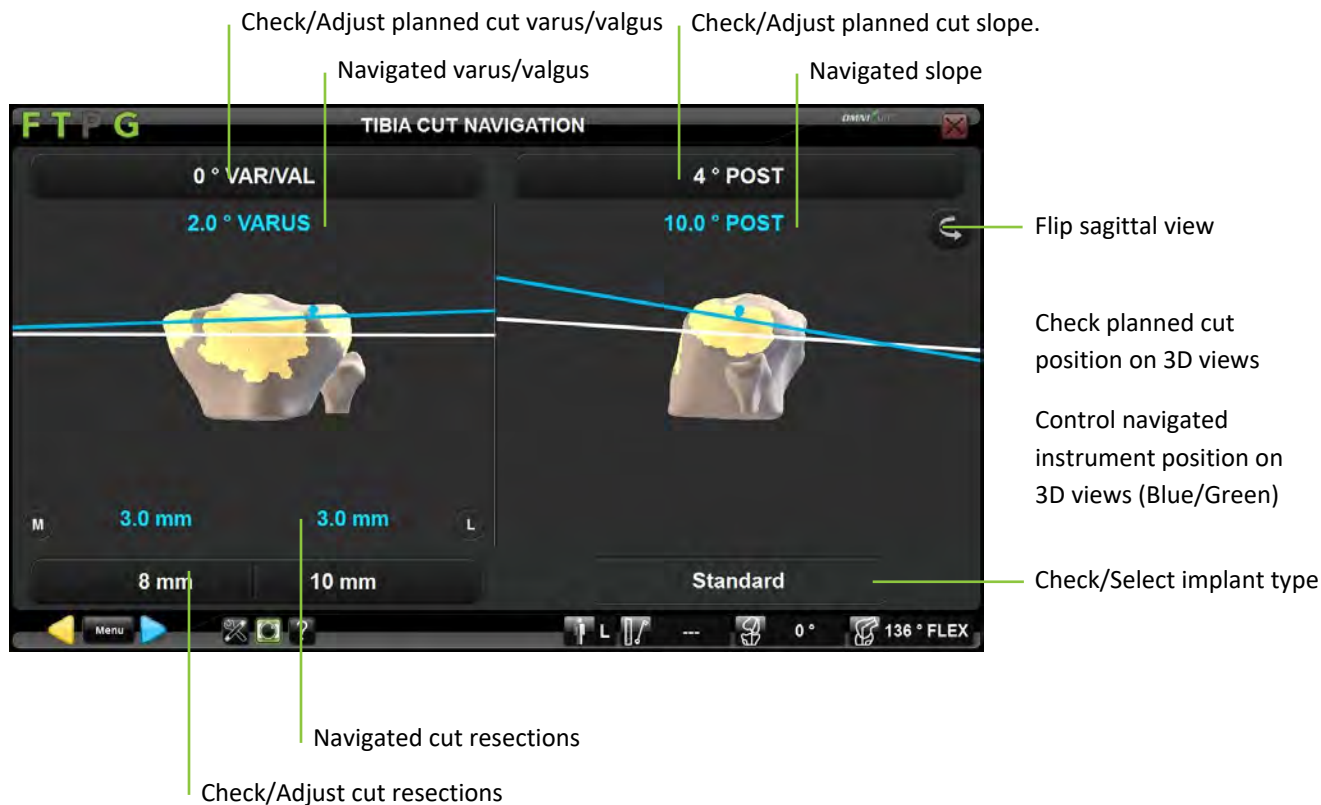 Check/Adjust planned cut varus/valgus
Check/Adjust planned cut slope.
Navigated varus/valgus
Navigated slope
F T P G
TIBIA CUT NAVIGATION
0 ° VAR/VAL
4 ° POST
2.0 ° VARUS
10.0 ° POST
Flip sagittal view
Check planned cut
position on 3D views
Control navigated
instrument position on
3D views (Blue/Green)
M
3.0 mm
3.0 mm
L
8 mm
10 mm
Standard
Check/Select implant type
Menu
?
L
---
0 °
136 ° FLEX
Navigated cut resections
Check/Adjust cut resections